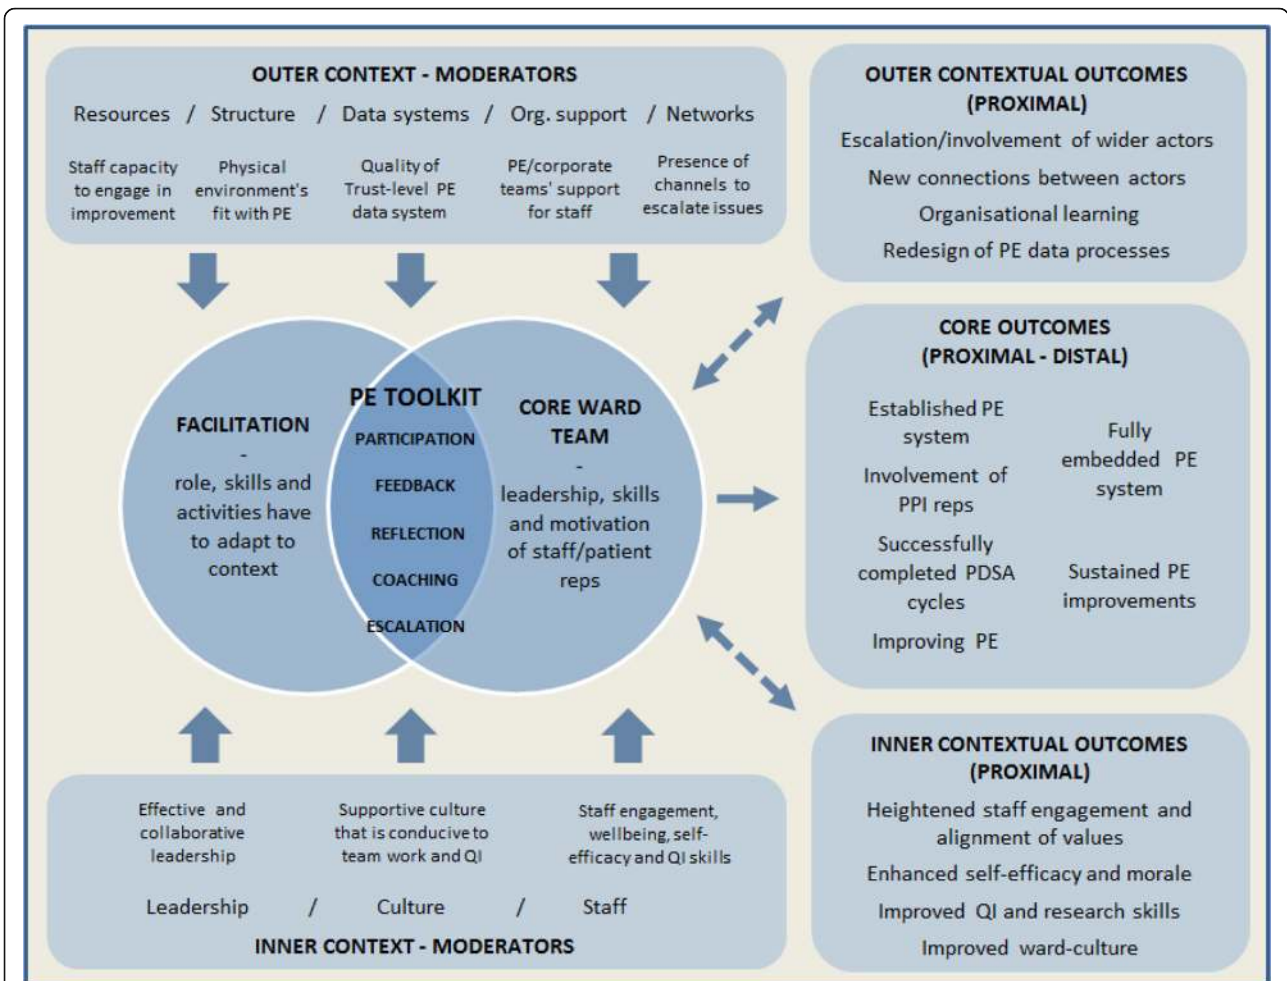 OUTER CONTEXT - MODERATORS
Resources / Structure / Data systems / Org. support / Networks
Staff capacity
to engage in
improvement
Physical
environment's
fit with PE
Quality of
Trust-level PE
data system
PE/corporate
teams' support
for staff
Presence of
channels to
escalate issues
FACILITATION
-
role, skills and
activities have
to adapt to
context
PE TOOLKIT
PARTICIPATION
FEEDBACK
REFLECTION
COACHING
ESCALATION
CORE WARD
TEAM
-
leadership, skills
and motivation
of staff/patient
reps
Effective and
collaborative
leadership
Supportive culture
that is conducive to
team work and QI
Staff engagement,
wellbeing, self-
efficacy and QI skills
Leadership / Culture / Staff
INNER CONTEXT - MODERATORS
OUTER CONTEXTUAL OUTCOMES
(PROXIMAL)
Escalation/involvement of wider actors
New connections between actors
Organisational learning
Redesign of PE data processes
CORE OUTCOMES
(PROXIMAL - DISTAL)
Established PE
system
Involvement of
PPI reps
Successfully
completed PDSA
cycles
Improving PE
Fully
embedded PE
system
Sustained PE
improvements
INNER CONTEXTUAL OUTCOMES
(PROXIMAL)
Heightened staff engagement and
alignment of values
Enhanced self-efficacy and morale
Improved QI and research skills
Improved ward-culture